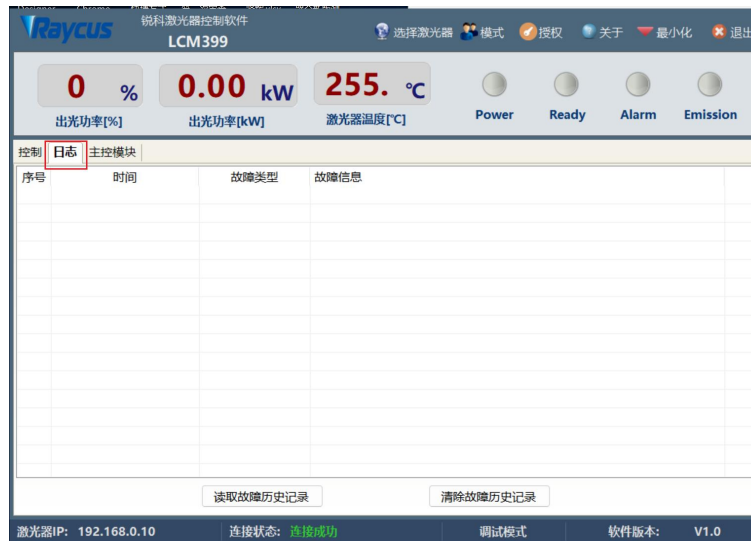 Raycus
锐科激光器控制软件
LCM399
选择激光器 模式 授权 关于 最小化 退出
0 % 0.00 kW 255. ℃
出光功率[%] 出光功率[kW] 激光器温度[℃] Power Ready Alarm Emission
控制 日志 主控模块
序号 时间 故障类型 故障信息
读取故障历史记录 清除故障历史记录
激光器IP: 192.168.0.10 连接状态: 连接成功 调试模式 软件版本: V1.0